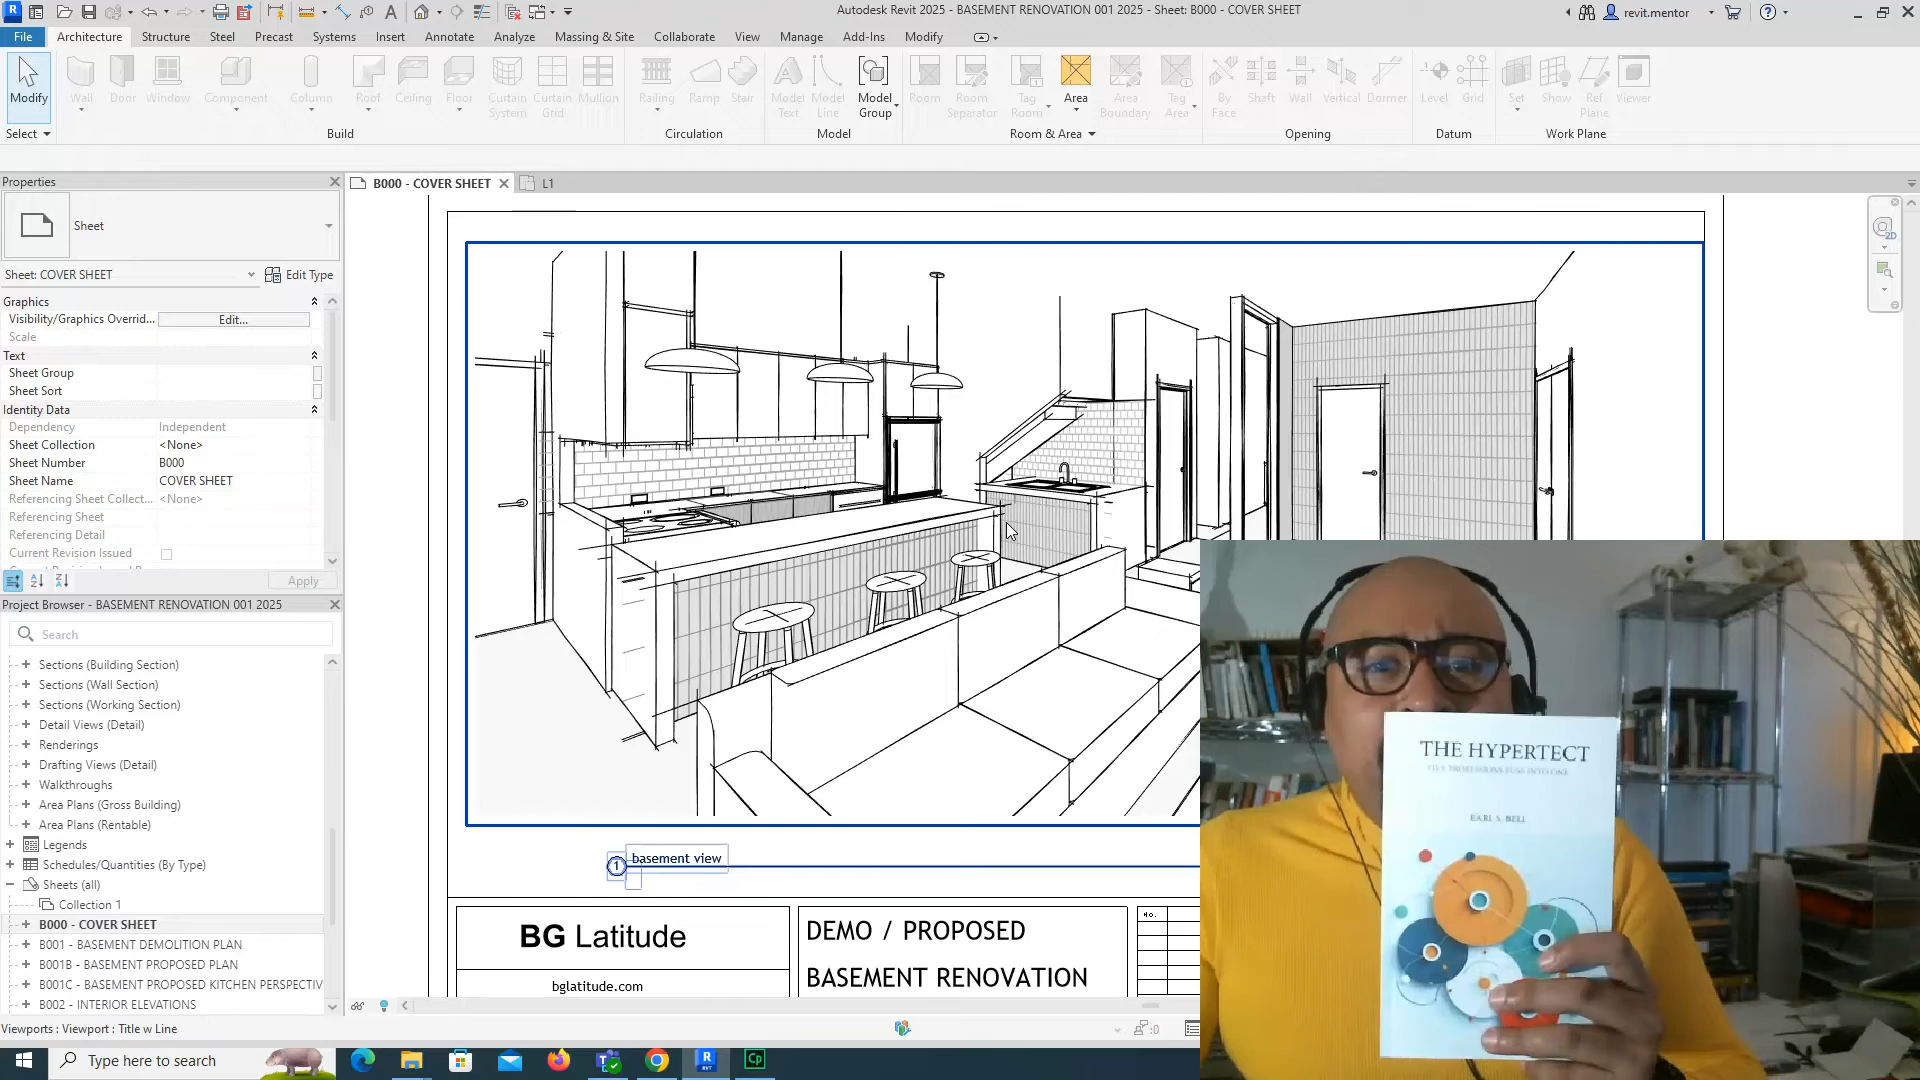 Autodesk Revit 2025 - BASEMENT RENOVATION 001 2025 - Sheet: B000 - COVER SHEET
revit.mentor
File Architecture Structure Steel Precast Systems Insert Annotate Analyze Massing & Site Collaborate View Manage Add-Ins Modify
Modify
Wall
Door
Window
Component
Column
Roof
Ceiling
Floor
Curtain System
Curtain Grid
Mullion
Railing
Ramp
Stair
Model Text
Model Line
Model Group
Room
Room Separator
Tag Room
Area
Area Boundary
Tag Area
By Face
Shaft
Wall
Vertical
Dormer
Level
Grid
Set
Show
Ref Plane
Viewer
Select
Build
Circulation
Model
Room & Area
Opening
Datum
Work Plane
Properties
B000 - COVER SHEET
L1
Sheet
Sheet: COVER SHEET
Edit Type
Graphics
Visibility/Graphics Overrid...
Edit...
Scale
Text
Sheet Group
Sheet Sort
Identity Data
Dependency Independent
Sheet Collection <None>
Sheet Number B000
Sheet Name COVER SHEET
Referencing Sheet Collect... <None>
Referencing Sheet
Referencing Detail
Current Revision Issued
Apply
Project Browser - BASEMENT RENOVATION 001 2025
Search
Sections (Building Section)
Sections (Wall Section)
Sections (Working Section)
Detail Views (Detail)
Renderings
Drafting Views (Detail)
Walkthroughs
Area Plans (Gross Building)
Area Plans (Rentable)
Legends
Schedules/Quantities (By Type)
Sheets (all)
Collection 1
B000 - COVER SHEET
B001 - BASEMENT DEMOLITION PLAN
B001B - BASEMENT PROPOSED PLAN
B001C - BASEMENT PROPOSED KITCHEN PERSPECTIV
B002 - INTERIOR ELEVATIONS
Viewports : Viewport : Title w Line
1
basement view
BG Latitude
bglatitude.com
DEMO / PROPOSED
BASEMENT RENOVATION
No.
THE HYPERTECT
FIVE PROFESSIONS FUSE INTO ONE
EARL S. BELL
:0
Type here to search
Cp